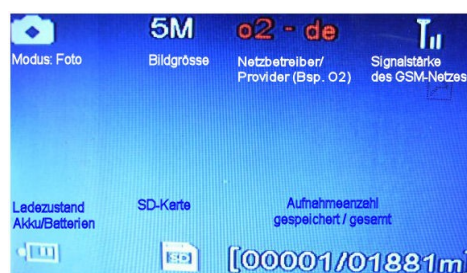 5M o2 - de
Modus: Foto Bildgrösse Netzbetreiber/ Signalstärke
Provider (Bsp. O2) des GSM-Netzes
Ladezustand SD-Karte Aufnahmeanzahl
Akku/Batterien gespeichert / gesamt
SD [00001/01881m